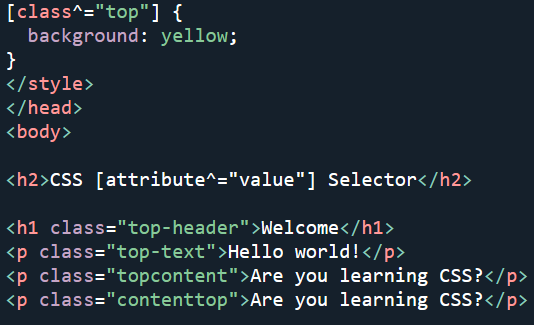 [class^="top"] {
  background: yellow;
}
</style>
</head>
<body>

<h2>CSS [attribute^="value"] Selector</h2>

<h1 class="top-header">Welcome</h1>
<p class="top-text">Hello world!</p>
<p class="topcontent">Are you learning CSS?</p>
<p class="contenttop">Are you learning CSS?</p>